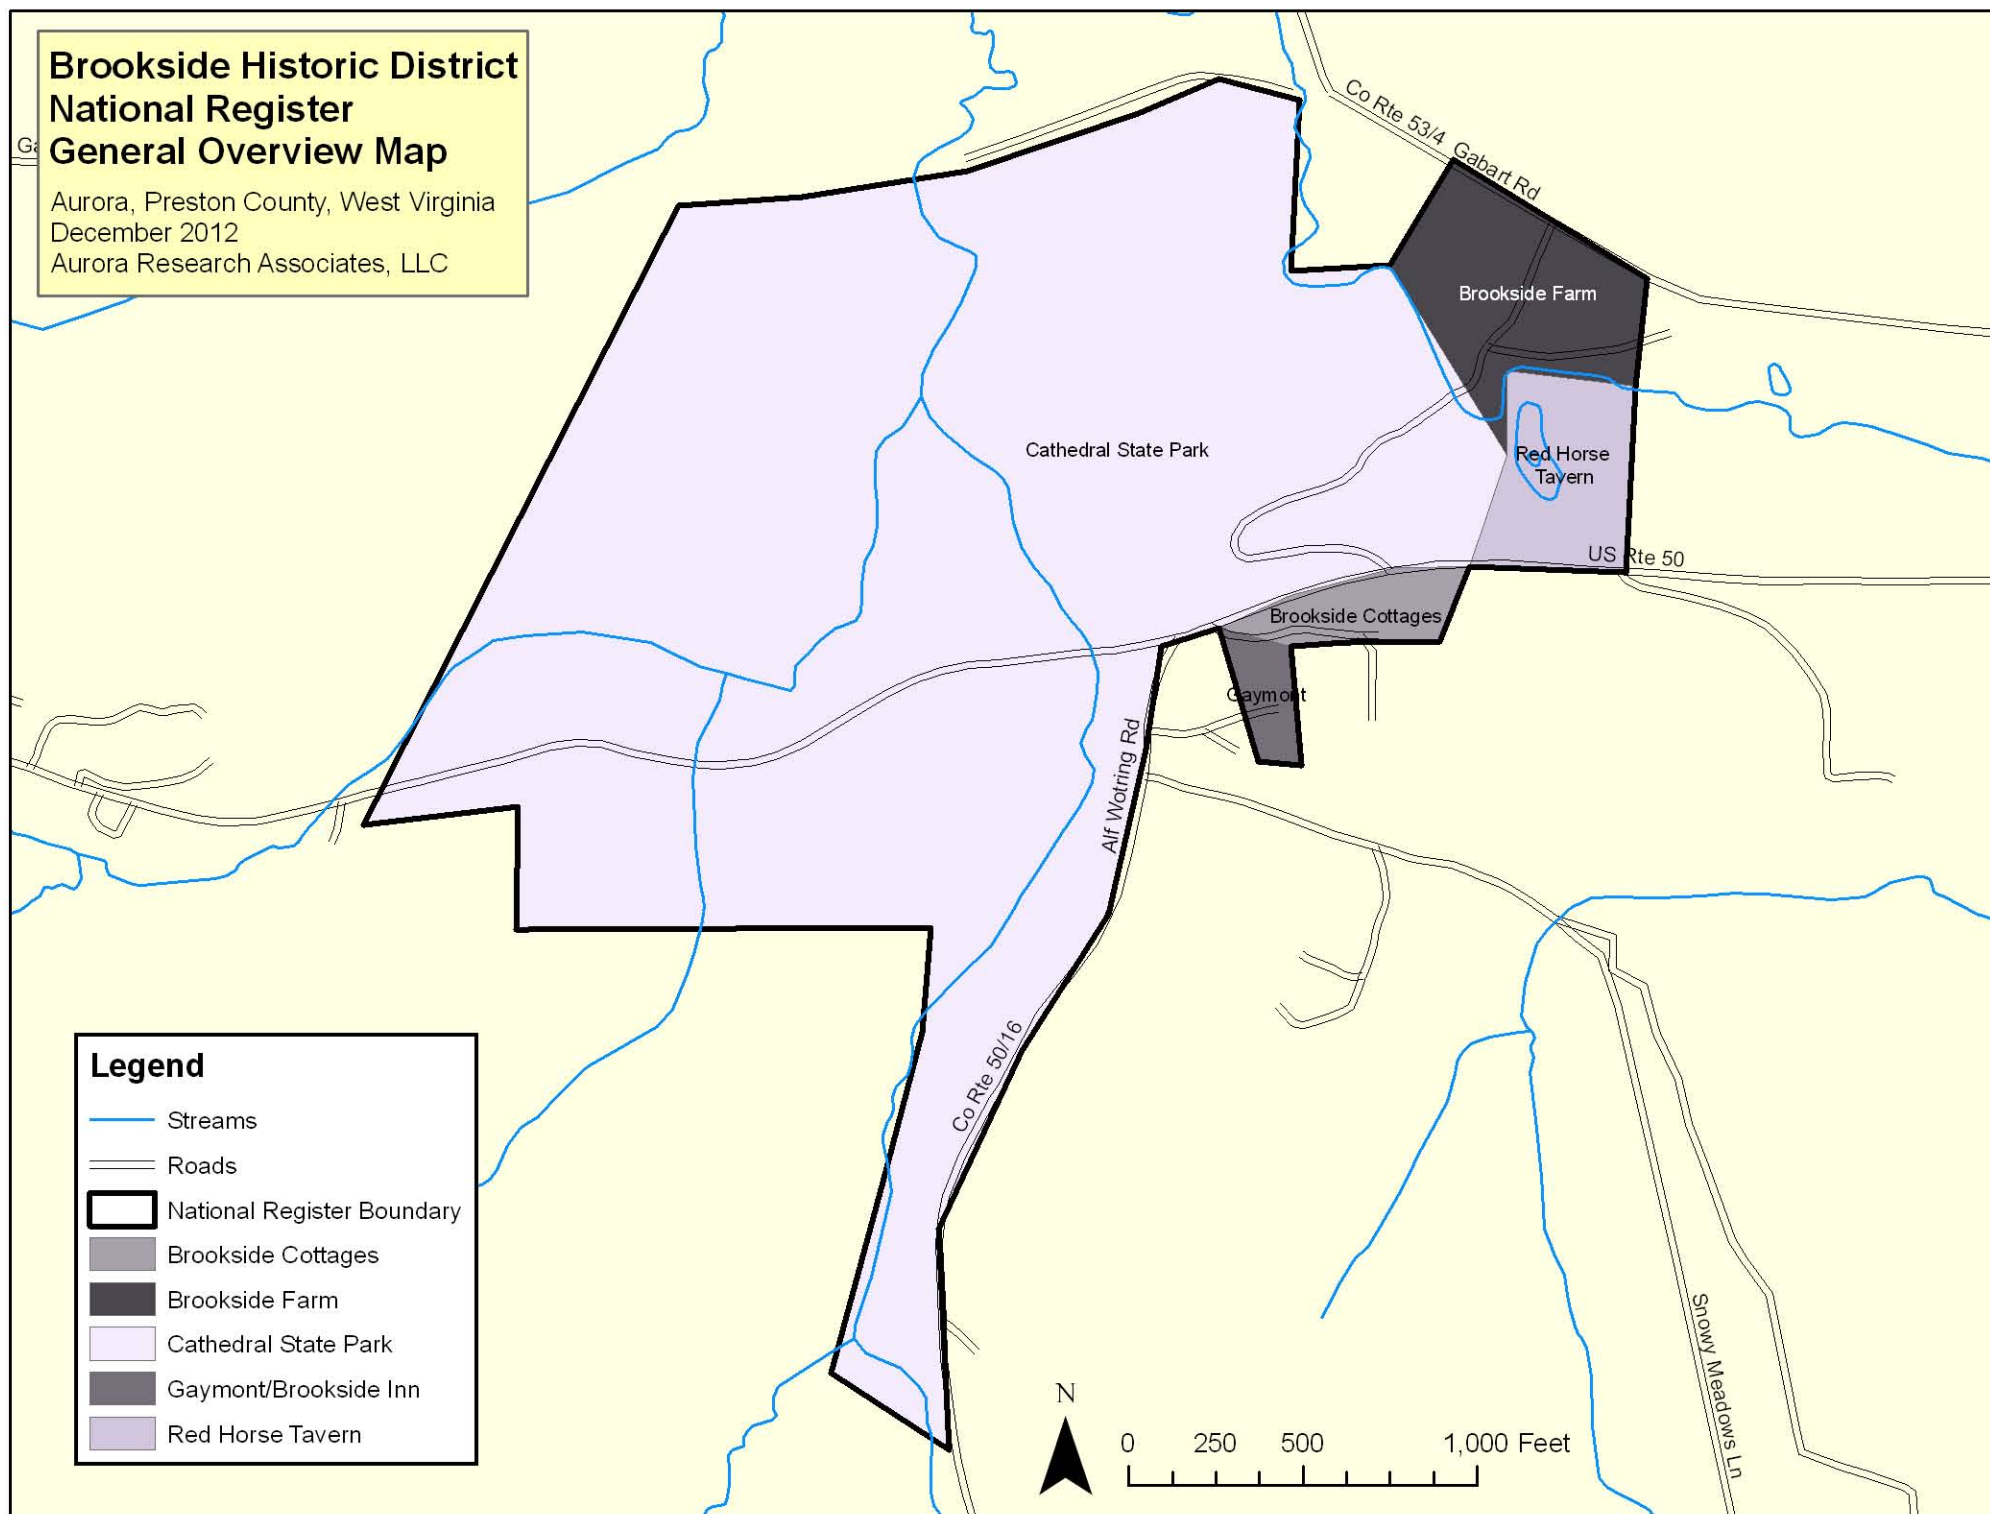 Brookside Historic District
National Register
General Overview Map
Aurora, Preston County, West Virginia
December 2012
Aurora Research Associates, LLC
Ga
Co Rte 53/4
Gabart Rd
Brookside Farm
Cathedral State Park
Red Horse
Tavern
US Rte 50
Brookside Cottages
Gaymont
Alf Wotring Rd
Co Rte 50/16
Snowy Meadows Ln
Legend
Streams
Roads
National Register Boundary
Brookside Cottages
Brookside Farm
Cathedral State Park
Gaymont/Brookside Inn
Red Horse Tavern
N
0 250 500 1,000 Feet